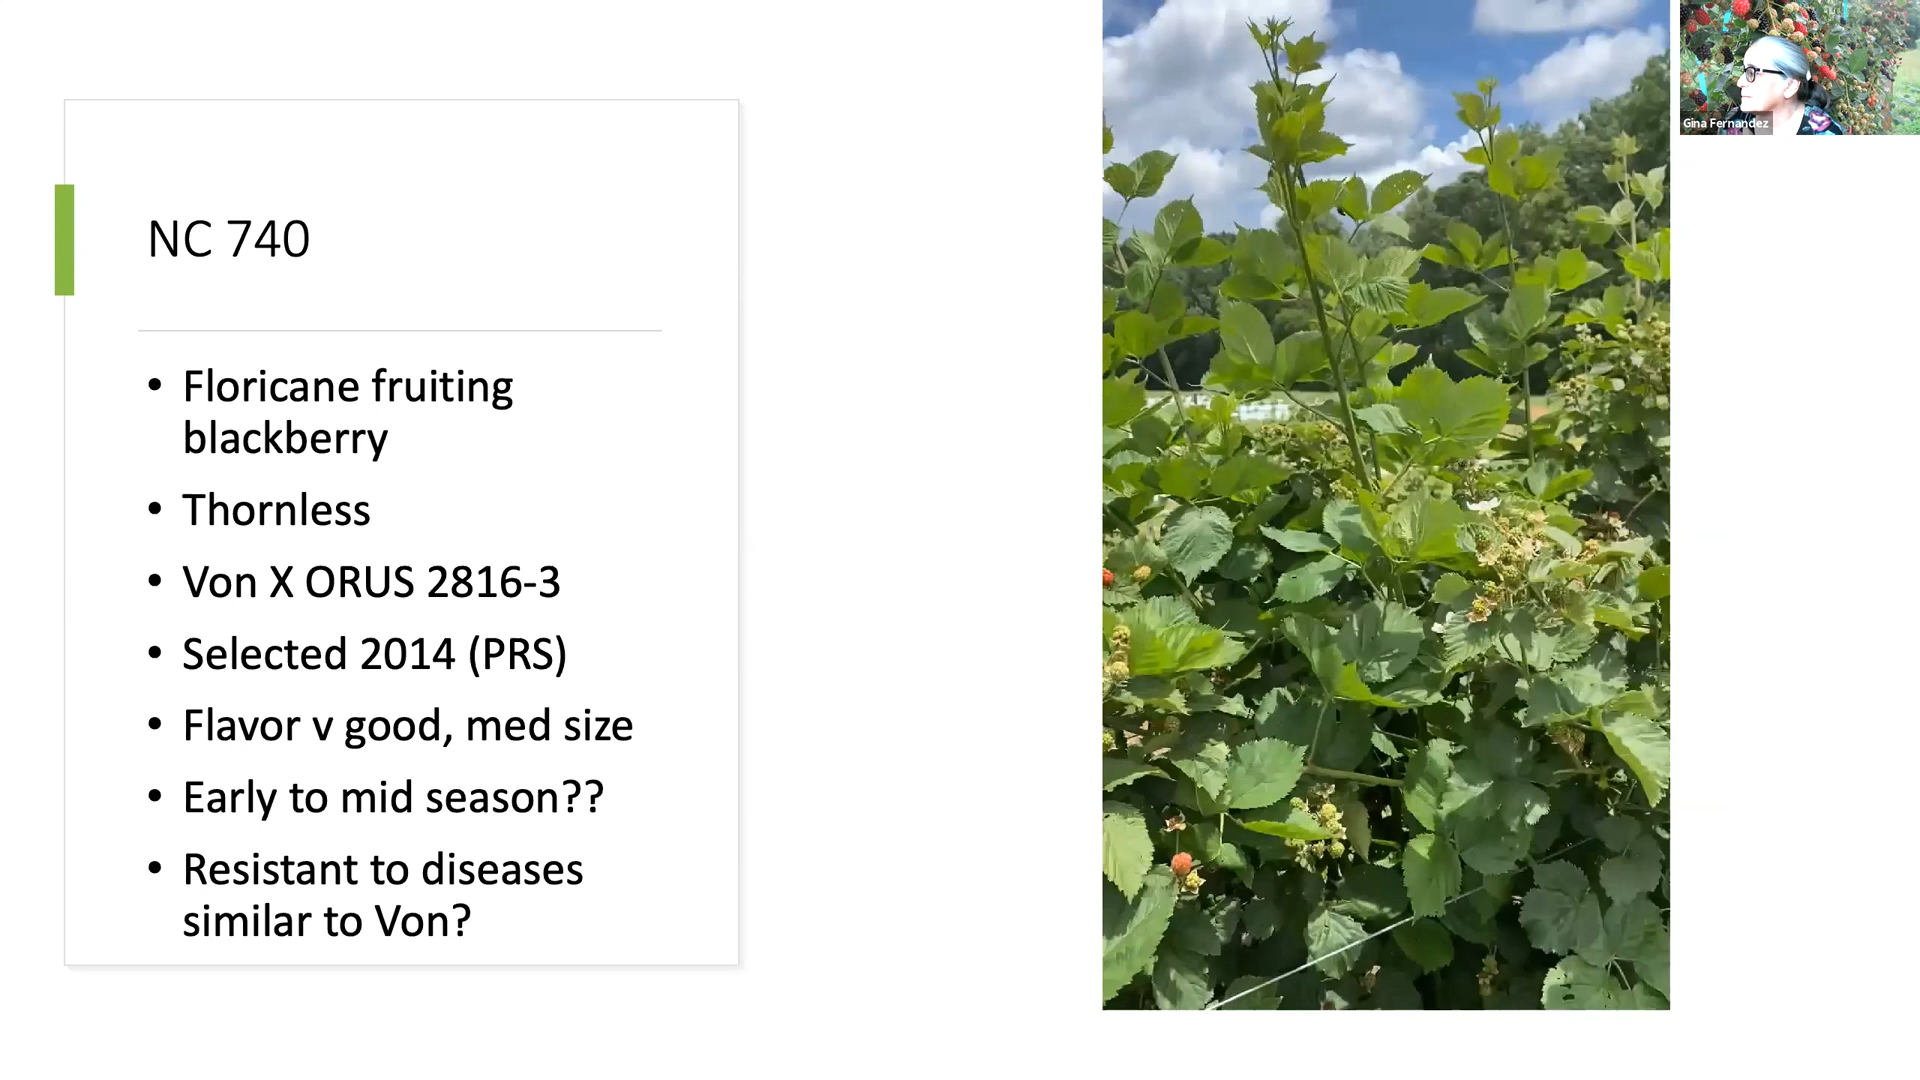 NC 740
• Floricane fruiting
blackberry
• Thornless
• Von X ORUS 2816-3
• Selected 2014 (PRS)
• Flavor v good, med size
• Early to mid season??
• Resistant to diseases
similar to Von?
Gina Fernandez